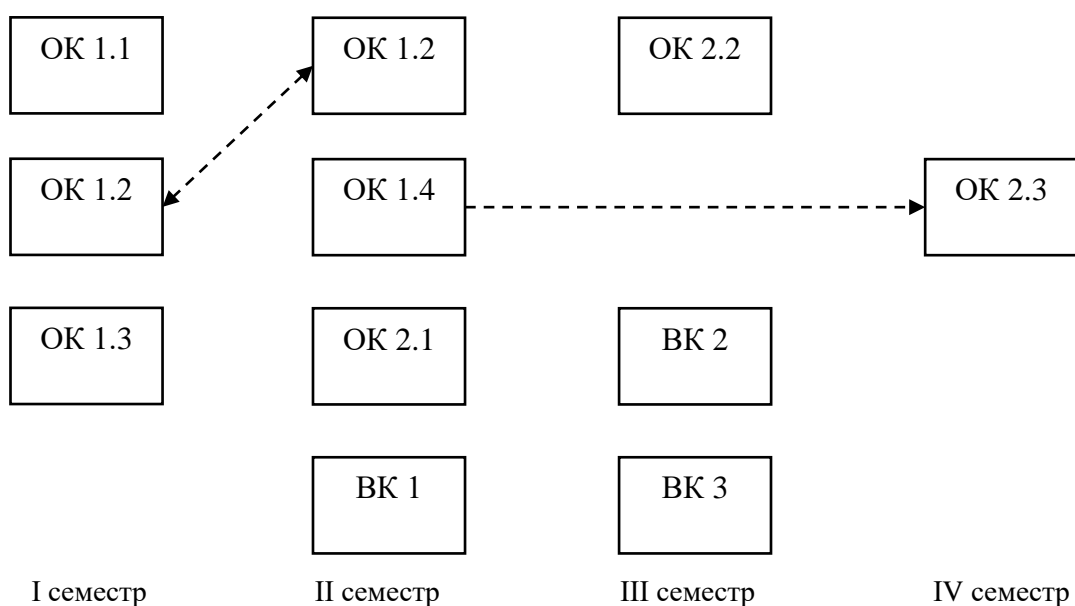 ОК 1.1
ОК 1.2
ОК 2.2
ОК 1.2
ОК 1.4
ОК 2.3
ОК 1.3
ОК 2.1
ВК 2
ВК 1
ВК 3
I семестр
II семестр
III семестр
IV семестр